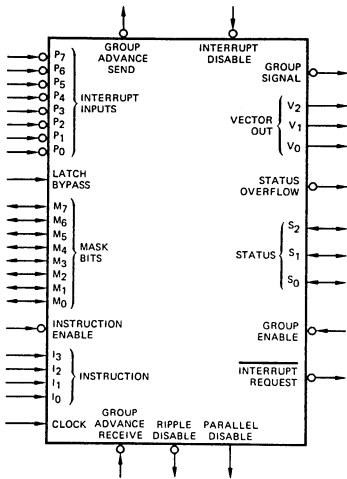 GROUP
ADVANCE
SEND
INTERRUPT
DISABLE
P7
P6
P5
P4
P3
P2
P1
P0
INTERRUPT
INPUTS
GROUP
SIGNAL
V2
V1
V0
VECTOR
OUT
LATCH
BYPASS
STATUS
OVERFLOW
M7
M6
M5
M4
M3
M2
M1
M0
MASK
BITS
S2
S1
S0
STATUS
INSTRUCTION
ENABLE
GROUP
ENABLE
I3
I2
I1
I0
INSTRUCTION
INTERRUPT
REQUEST
CLOCK
GROUP
ADVANCE
RECEIVE
RIPPLE
DISABLE
PARALLEL
DISABLE